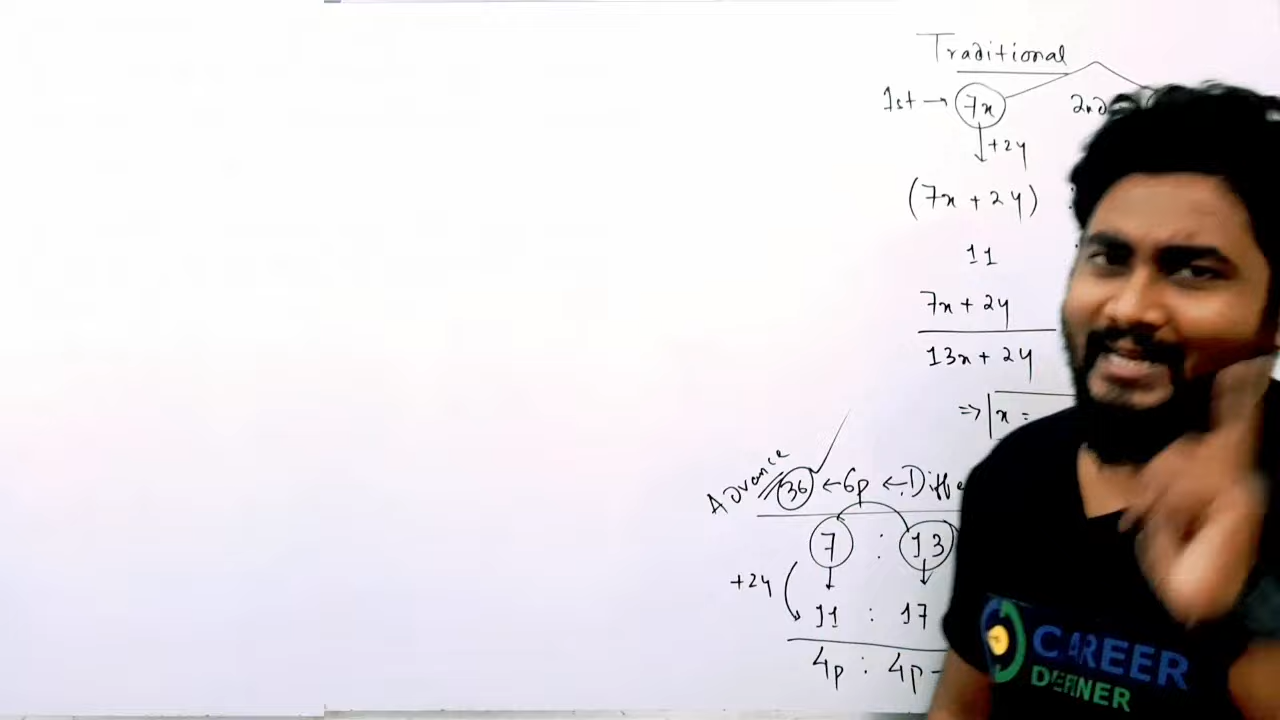 Traditional
1st → 7x 2nd
+24
(7x + 24) :
11 :
7x + 24
13x + 24
=> x =
Advance 36 ← 6p ← Diffe
7 : 13
+24
11 : 17
4p : 4p
CAREER
DEFINER